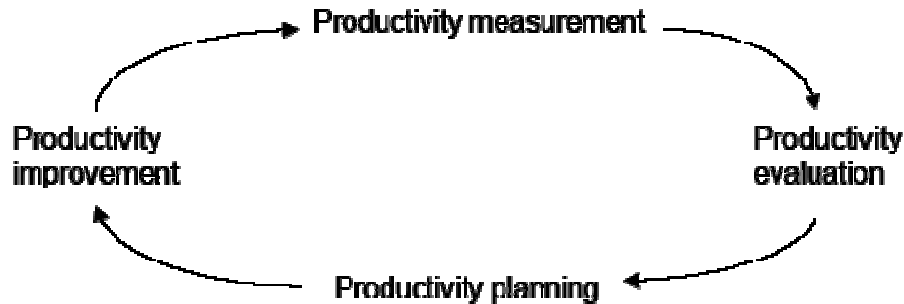 Productivity measurement
Productivity
improvement
Productivity
evaluation
Productivity planning